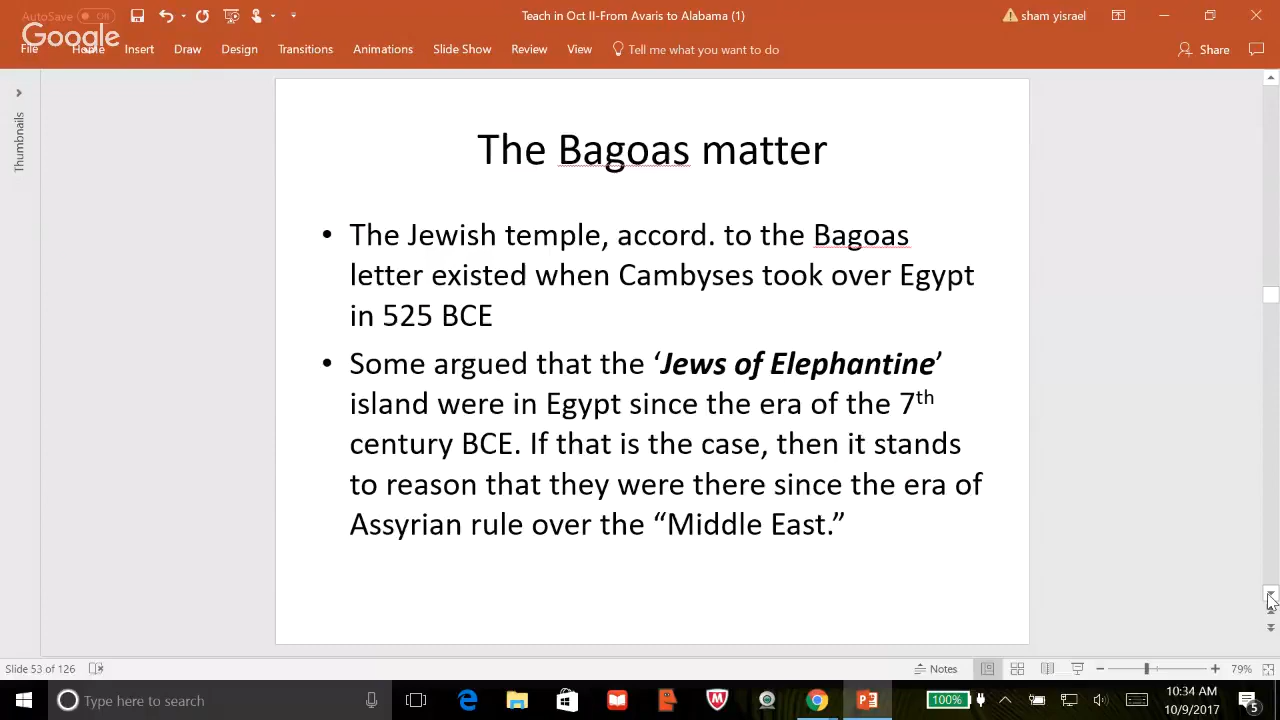 AutoSave Off
Teach in Oct II-From Avaris to Alabama (1)
sham yisrael
Google
File Home Insert Draw Design Transitions Animations Slide Show Review View Tell me what you want to do
Share
Thumbnails
The Bagoas matter
• The Jewish temple, accord. to the Bagoas
letter existed when Cambyses took over Egypt
in 525 BCE
• Some argued that the ‘Jews of Elephantine’
island were in Egypt since the era of the 7th
century BCE. If that is the case, then it stands
to reason that they were there since the era of
Assyrian rule over the “Middle East.”
Slide 53 of 126
Notes
79%
Type here to search
100%
10:34 AM
10/9/2017
5